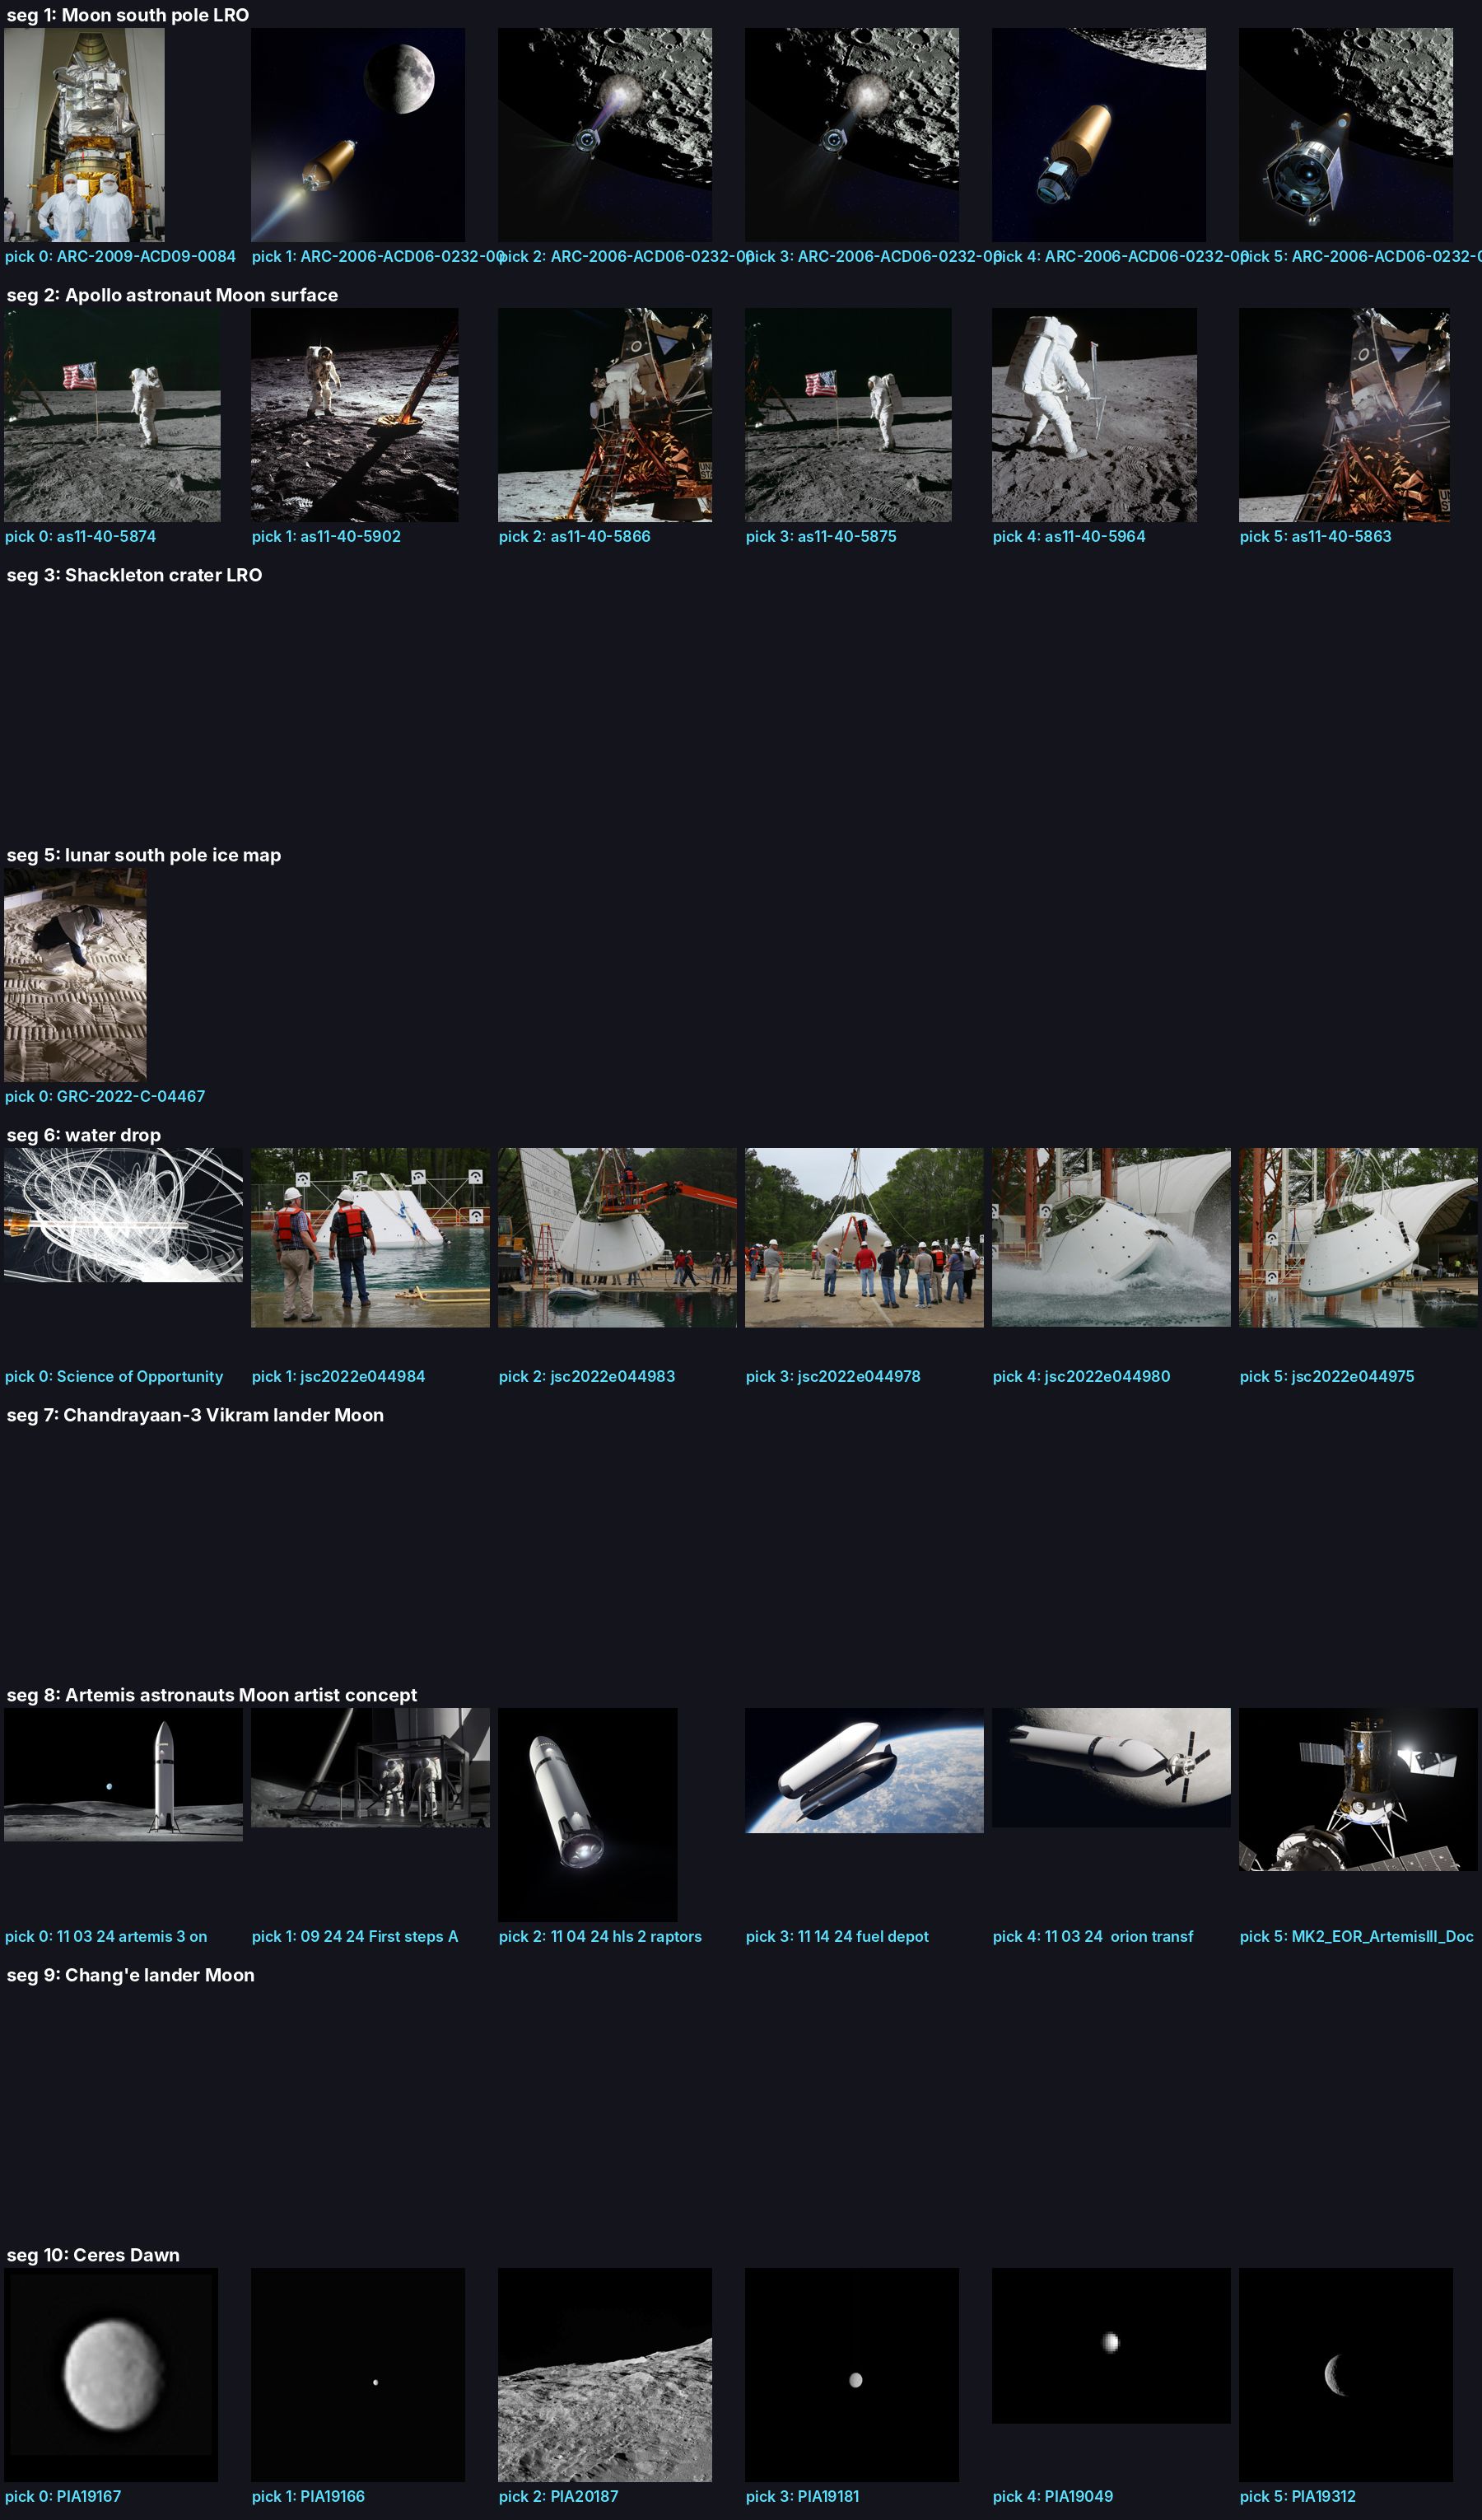 seg 1: Moon south pole LRO
pick 0: ARC-2009-ACD09-0084
pick 1: ARC-2006-ACD06-0232-00
pick 2: ARC-2006-ACD06-0232-00
pick 3: ARC-2006-ACD06-0232-00
pick 4: ARC-2006-ACD06-0232-00
pick 5: ARC-2006-ACD06-0232-0
seg 2: Apollo astronaut Moon surface
pick 0: as11-40-5874
pick 1: as11-40-5902
pick 2: as11-40-5866
pick 3: as11-40-5875
pick 4: as11-40-5964
pick 5: as11-40-5863
seg 3: Shackleton crater LRO
seg 5: lunar south pole ice map
pick 0: GRC-2022-C-04467
seg 6: water drop
pick 0: Science of Opportunity
pick 1: jsc2022e044984
pick 2: jsc2022e044983
pick 3: jsc2022e044978
pick 4: jsc2022e044980
pick 5: jsc2022e044975
seg 7: Chandrayaan-3 Vikram lander Moon
seg 8: Artemis astronauts Moon artist concept
pick 0: 11 03 24 artemis 3 on
pick 1: 09 24 24 First steps A
pick 2: 11 04 24 hls 2 raptors
pick 3: 11 14 24 fuel depot
pick 4: 11 03 24 orion transf
pick 5: MK2_EOR_ArtemisIII_Doc
seg 9: Chang'e lander Moon
seg 10: Ceres Dawn
pick 0: PIA19167
pick 1: PIA19166
pick 2: PIA20187
pick 3: PIA19181
pick 4: PIA19049
pick 5: PIA19312